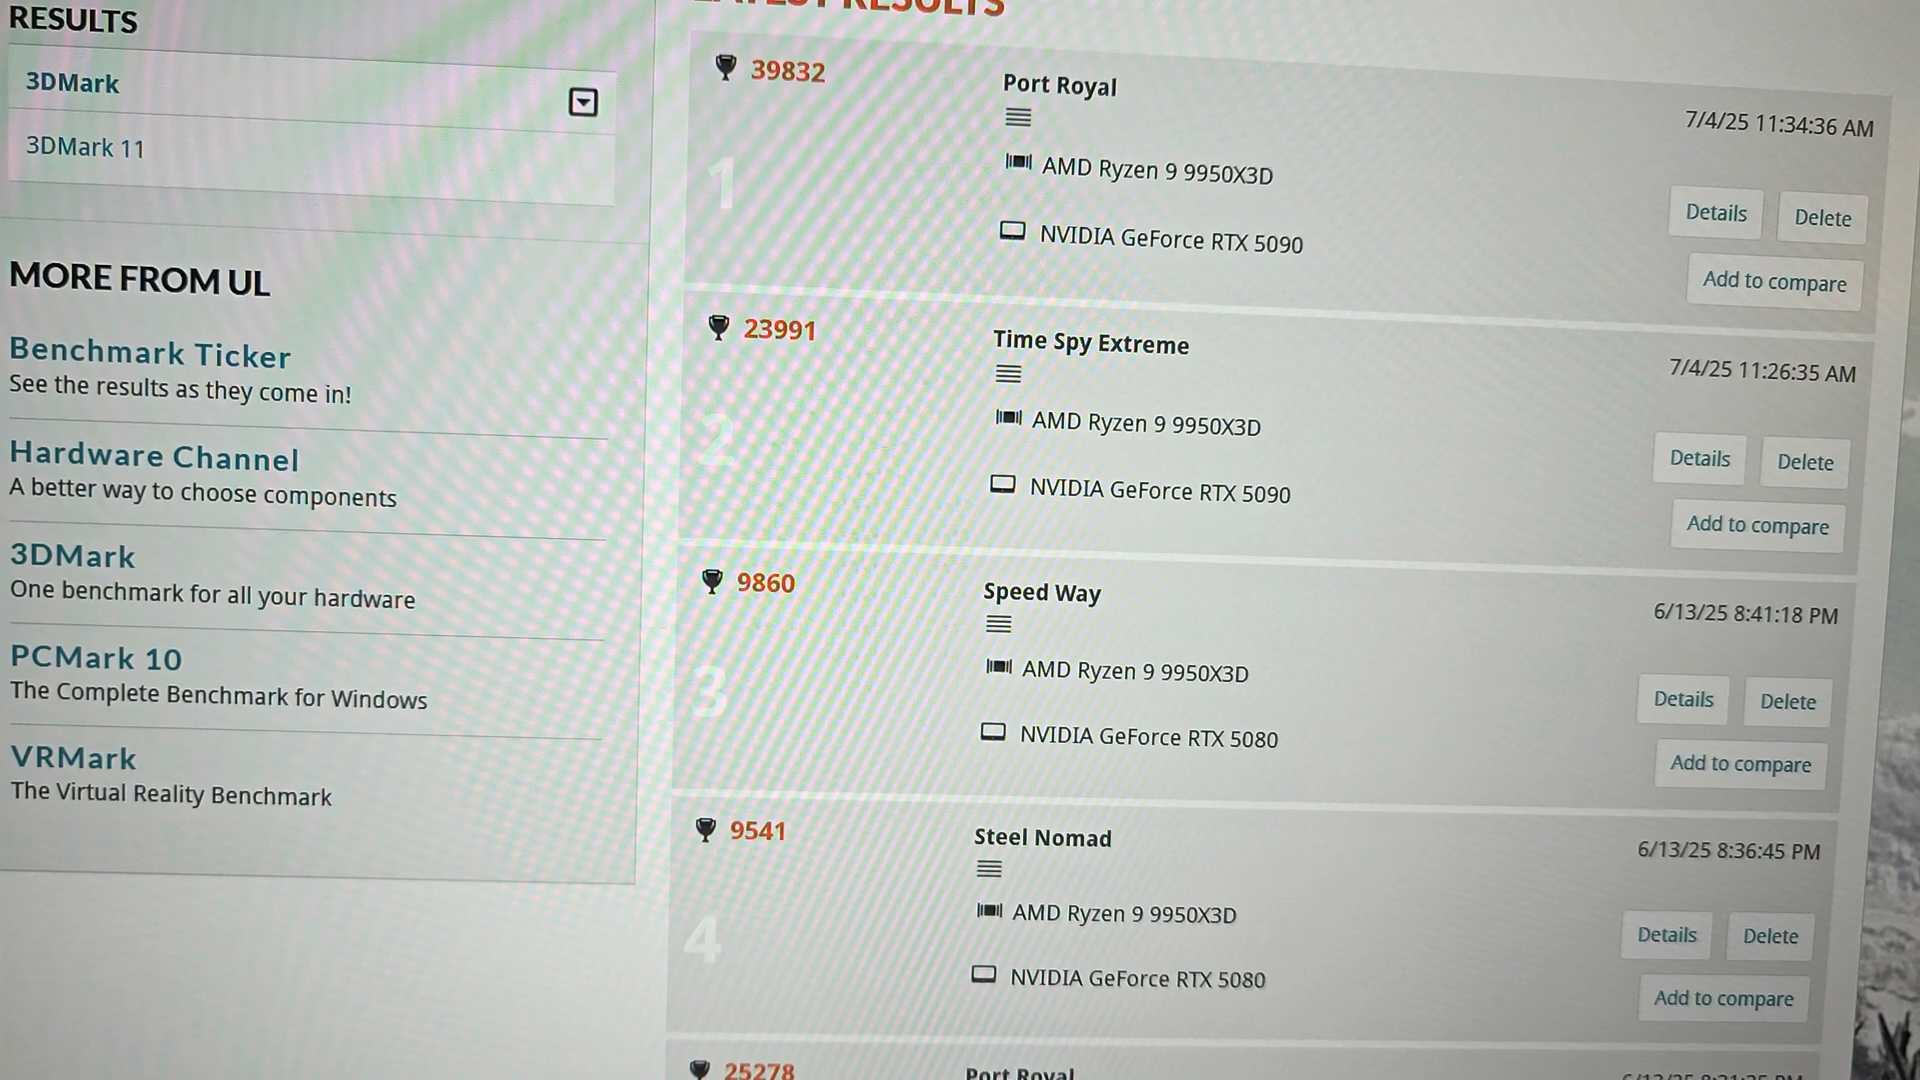 RESULTS
3DMark
3DMark 11
MORE FROM UL
Benchmark Ticker
See the results as they come in!
Hardware Channel
A better way to choose components
3DMark
One benchmark for all your hardware
PCMark 10
The Complete Benchmark for Windows
VRMark
The Virtual Reality Benchmark
LATEST RESULTS
39832
Port Royal
7/4/25 11:34:36 AM
1
AMD Ryzen 9 9950X3D
NVIDIA GeForce RTX 5090
Details
Delete
Add to compare
23991
Time Spy Extreme
7/4/25 11:26:35 AM
2
AMD Ryzen 9 9950X3D
NVIDIA GeForce RTX 5090
Details
Delete
Add to compare
9860
Speed Way
6/13/25 8:41:18 PM
3
AMD Ryzen 9 9950X3D
NVIDIA GeForce RTX 5080
Details
Delete
Add to compare
9541
Steel Nomad
6/13/25 8:36:45 PM
4
AMD Ryzen 9 9950X3D
NVIDIA GeForce RTX 5080
Details
Delete
Add to compare
25278
Port Royal